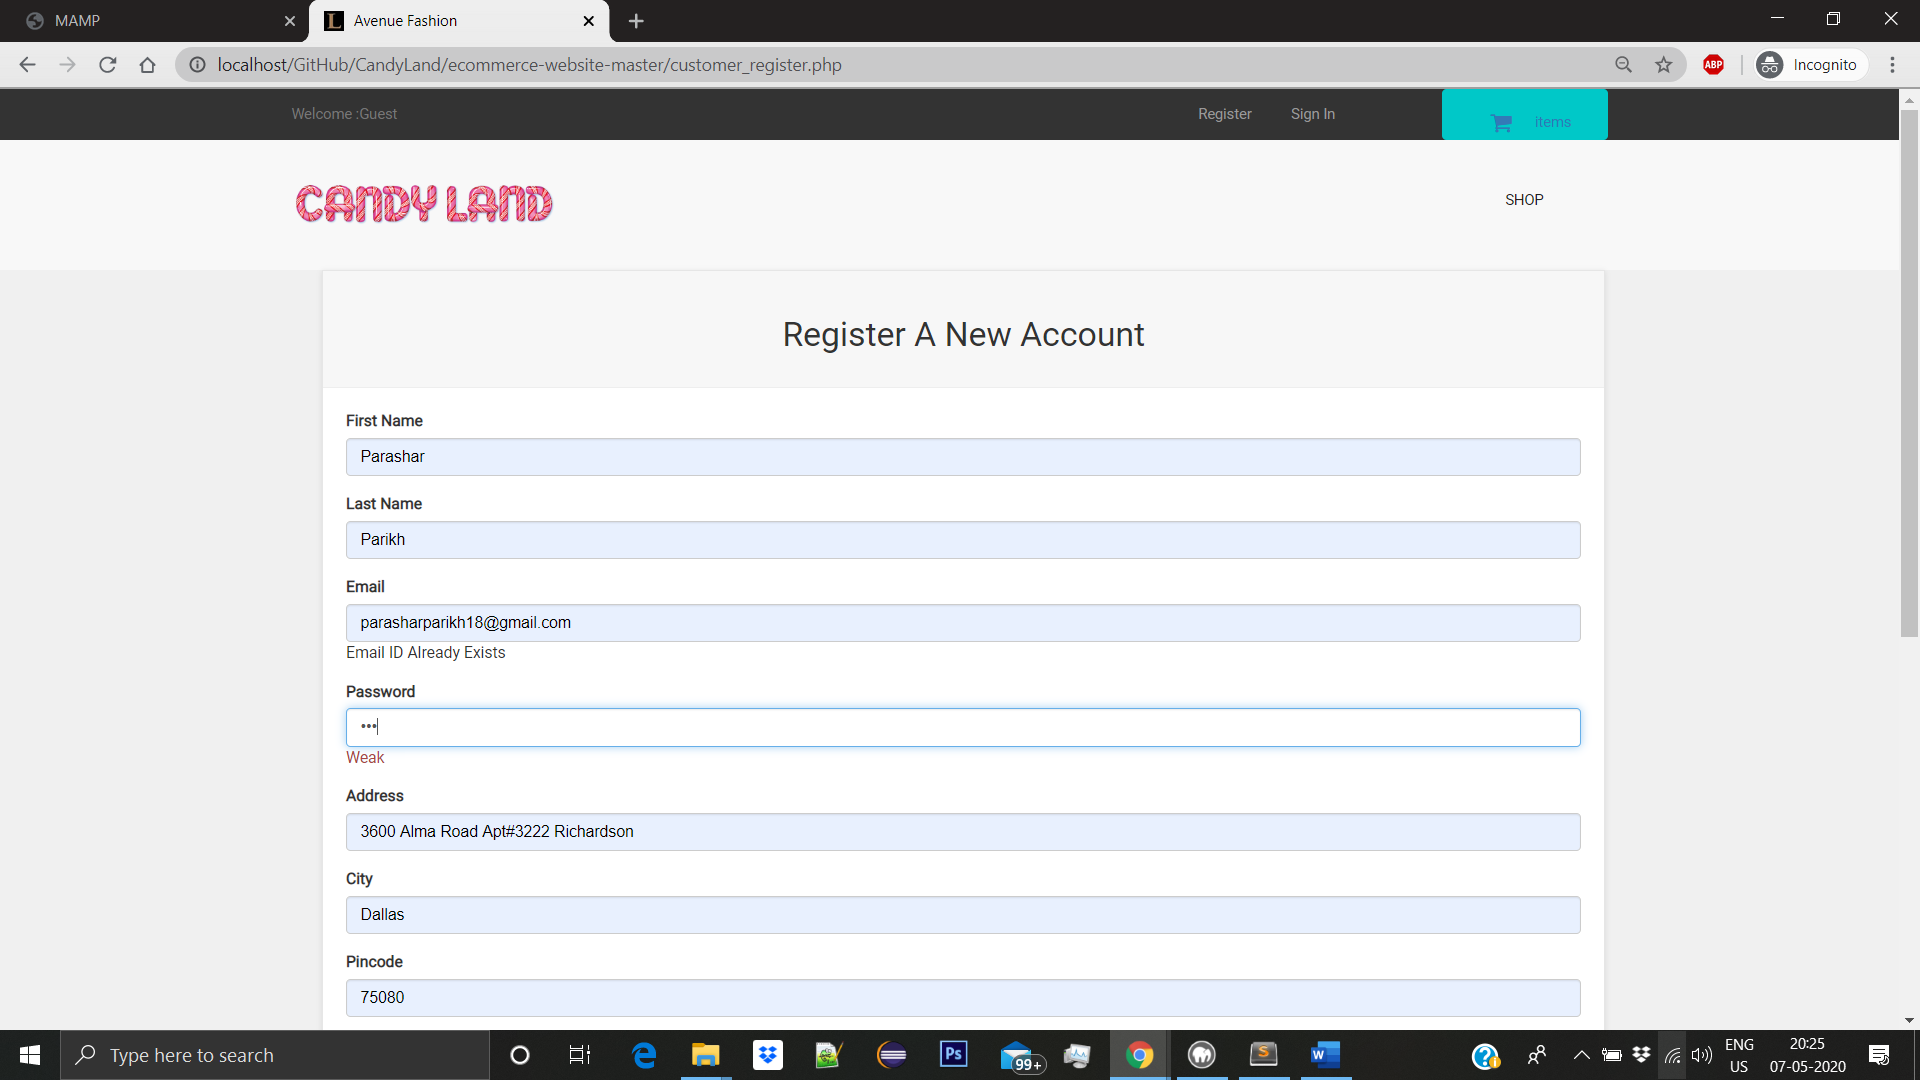 MAMP
L Avenue Fashion
localhost/GitHub/CandyLand/ecommerce-website-master/customer_register.php
ABP
Incognito
Welcome :Guest
Register
Sign In
items
CANDY LAND
SHOP
Register A New Account
First Name
Parashar
Last Name
Parikh
Email
parasharparikh18@gmail.com
Email ID Already Exists
Password
•••
Weak
Address
3600 Alma Road Apt#3222 Richardson
City
Dallas
Pincode
75080
Type here to search
Ps
99+
S
W
ENG
US
20:25
07-05-2020